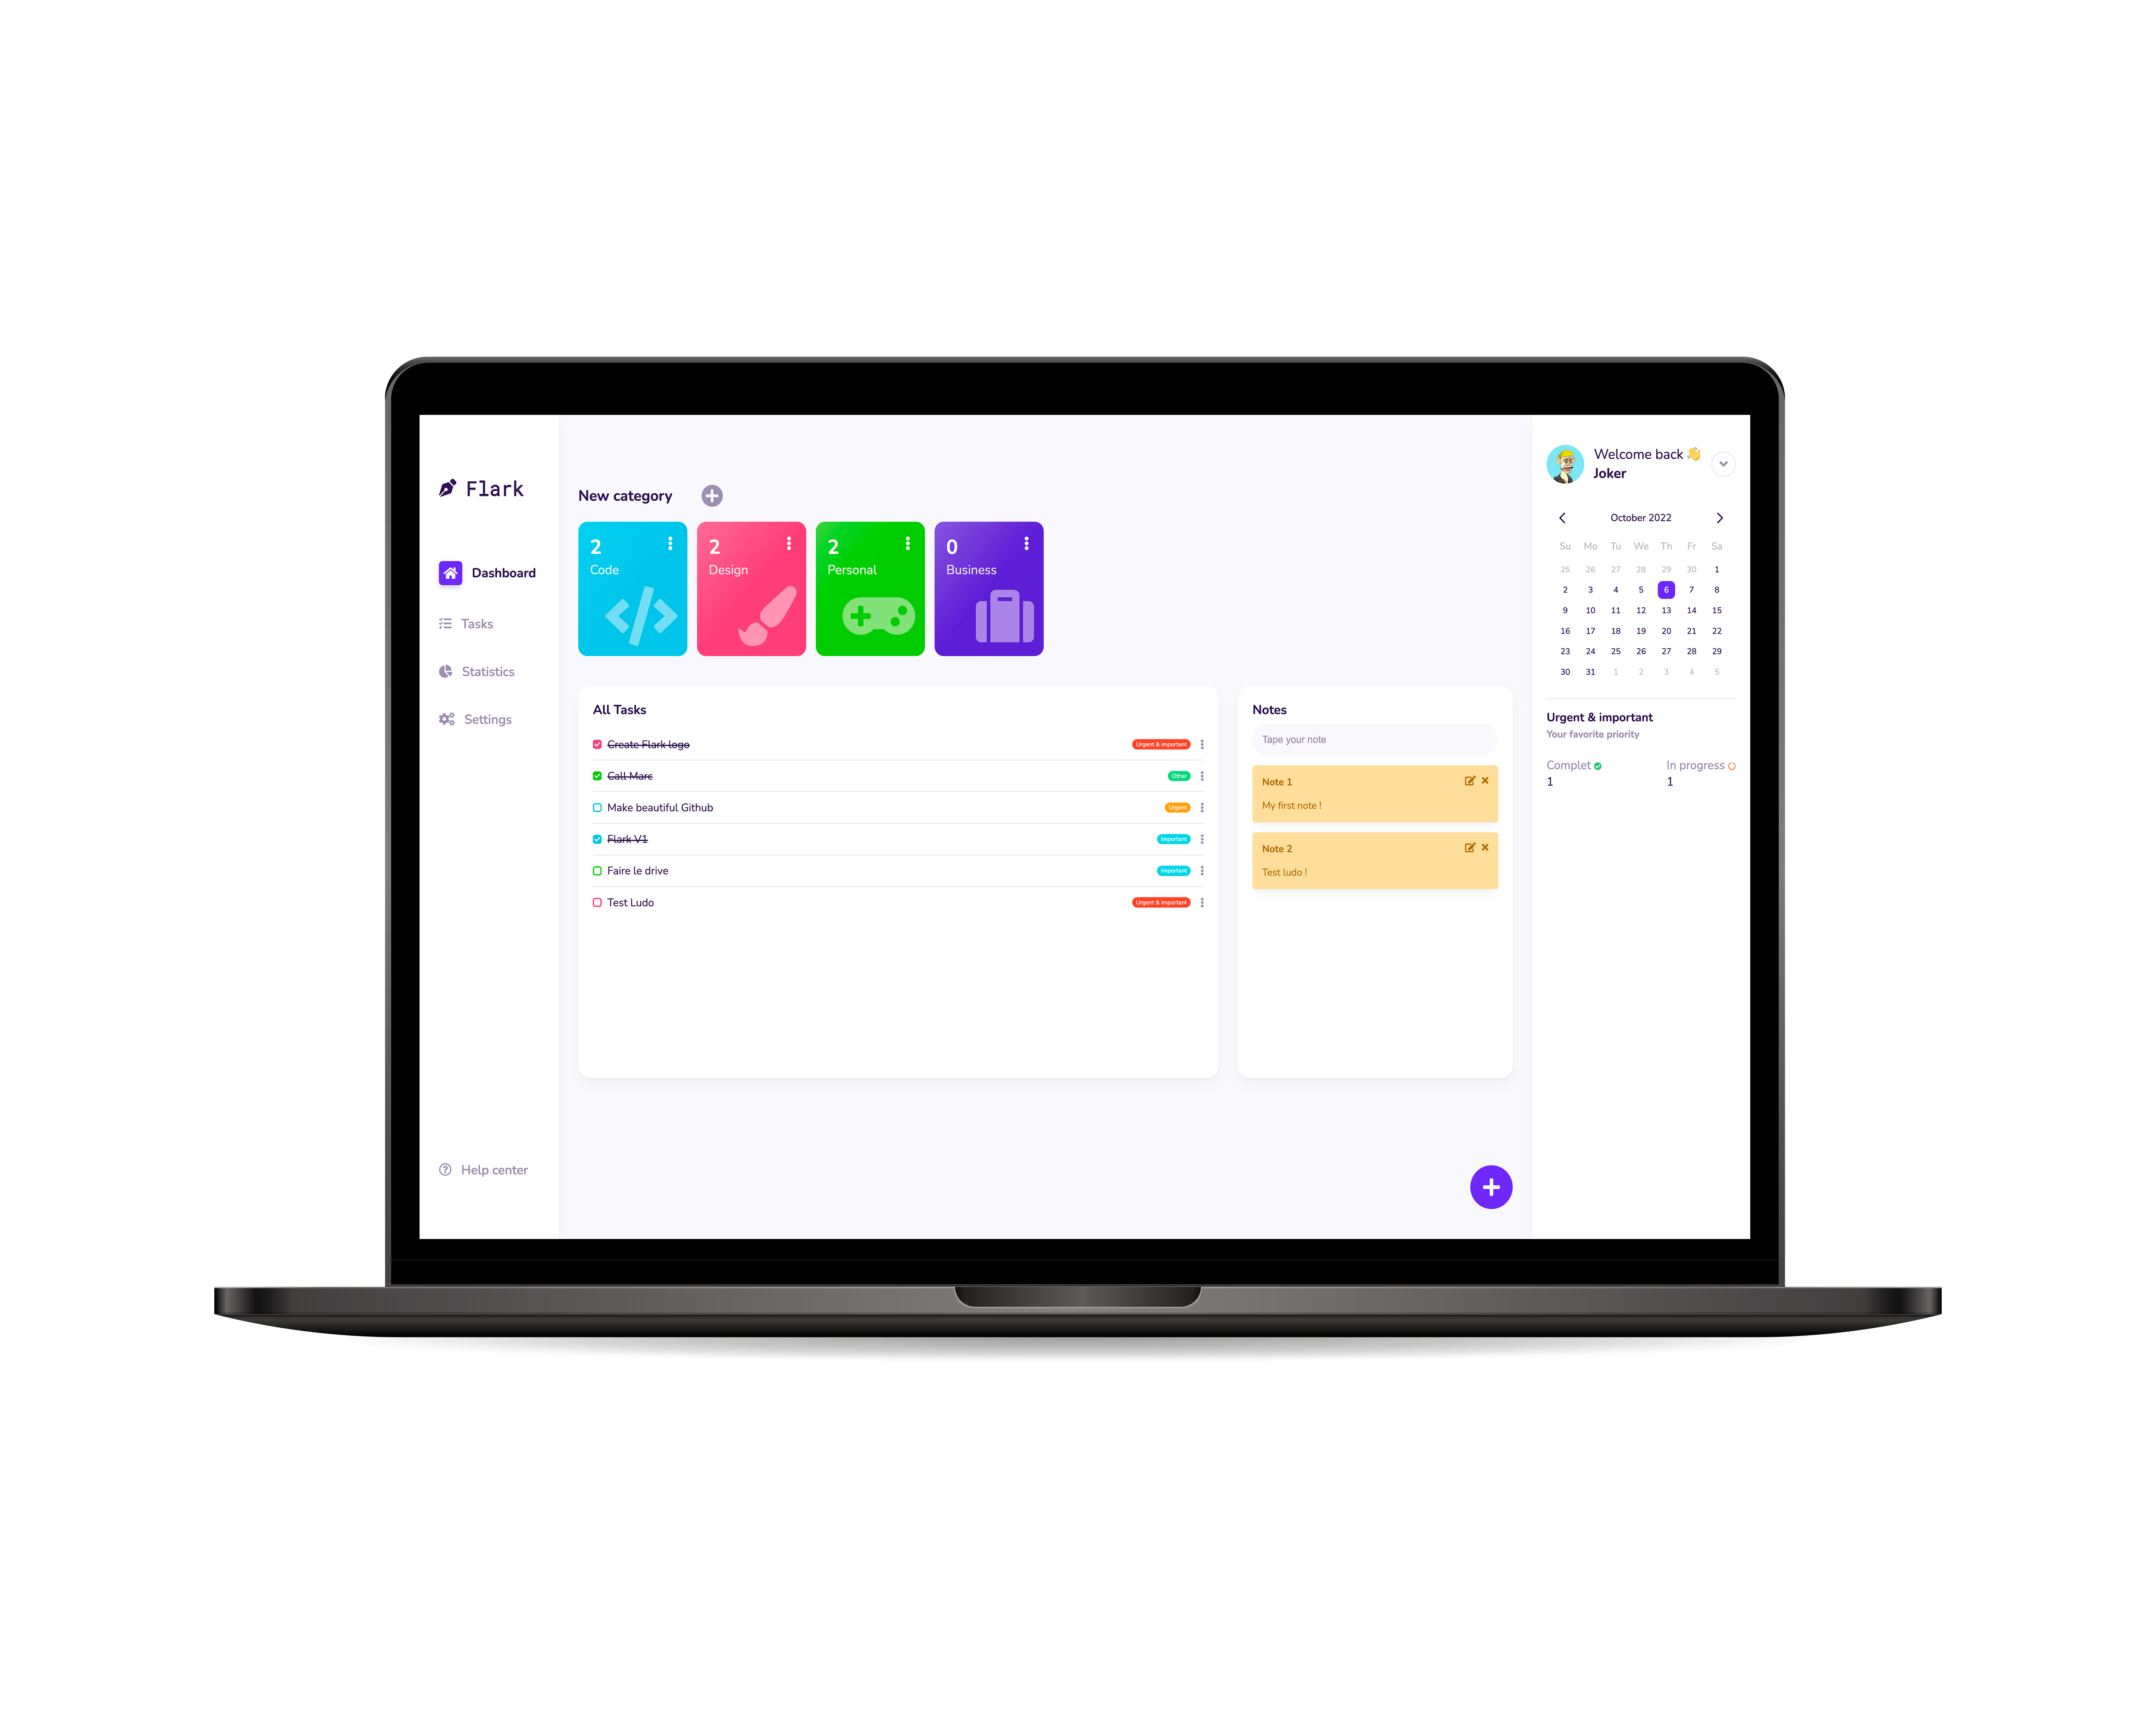 Flark
Dashboard
Tasks
Statistics
Settings
Help center
New category
2
Code
2
Design
2
Personal
0
Business
All Tasks
Create Flark logo
Urgent & important
Call Marc
Other
Make beautiful Github
Urgent
Flark V1
Important
Faire le drive
Important
Test Ludo
Urgent & important
Notes
Tape your note
Note 1
My first note !
Note 2
Test ludo !
Welcome back 👋
Joker
October 2022
Su Mo Tu We Th Fr Sa
25 26 27 28 29 30 1
2 3 4 5 6 7 8
9 10 11 12 13 14 15
16 17 18 19 20 21 22
23 24 25 26 27 28 29
30 31 1 2 3 4 5
Urgent & important
Your favorite priority
Complet In progress
1 1